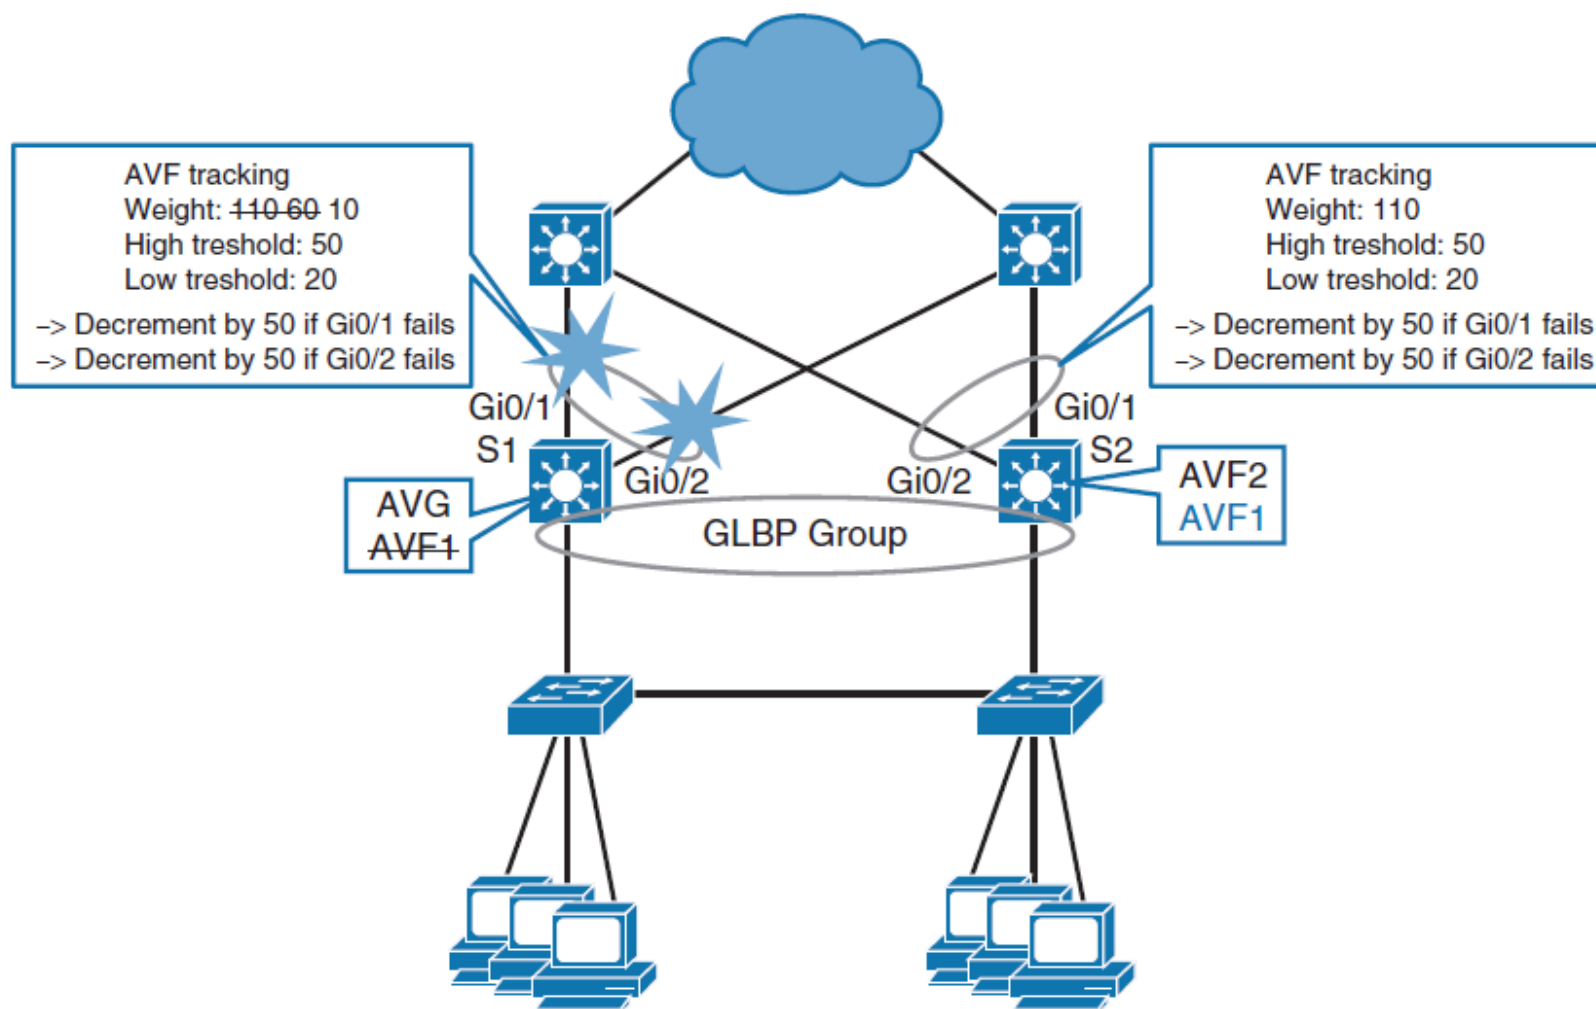 AVF tracking
Weight: 110 60 10
High treshold: 50
Low treshold: 20
–> Decrement by 50 if Gi0/1 fails
–> Decrement by 50 if Gi0/2 fails
AVF tracking
Weight: 110
High treshold: 50
Low treshold: 20
–> Decrement by 50 if Gi0/1 fails
–> Decrement by 50 if Gi0/2 fails
Gi0/1
S1
Gi0/2
Gi0/1
S2
Gi0/2
AVG
AVF1
GLBP Group
AVF2
AVF1